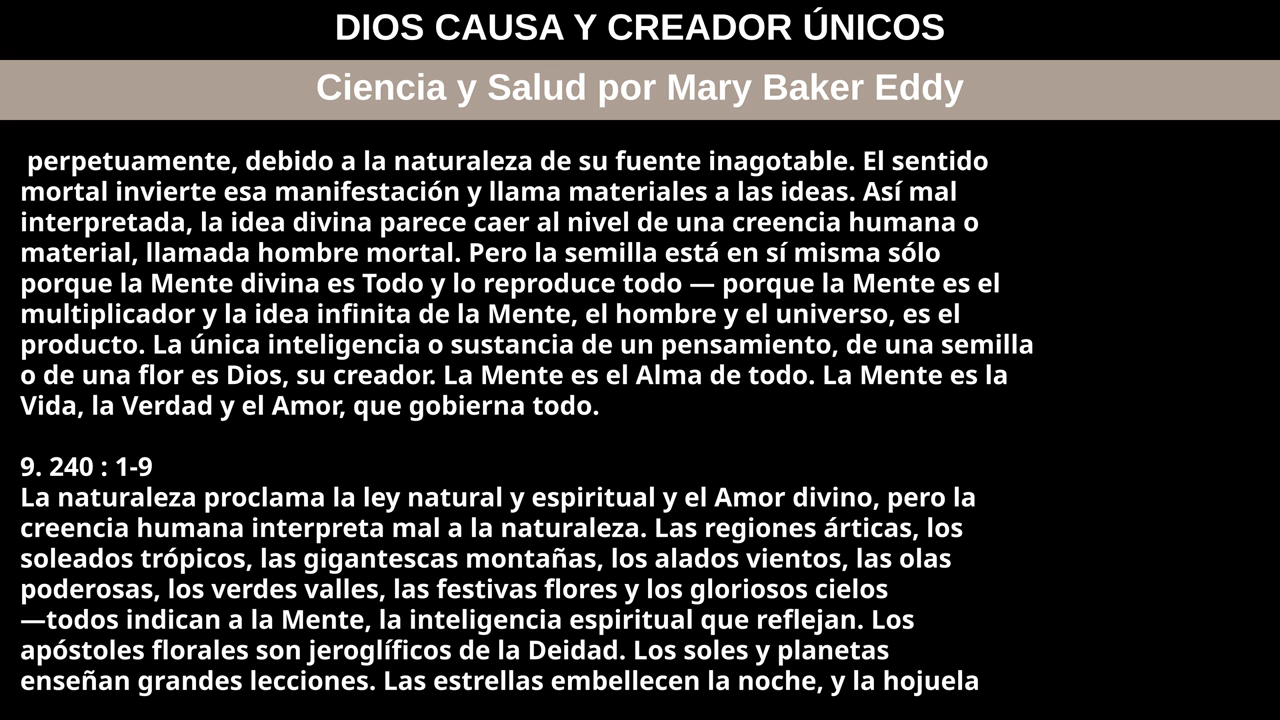 DIOS CAUSA Y CREADOR ÚNICOS
Ciencia y Salud por Mary Baker Eddy
perpetuamente, debido a la naturaleza de su fuente inagotable. El sentido
mortal invierte esa manifestación y llama materiales a las ideas. Así mal
interpretada, la idea divina parece caer al nivel de una creencia humana o
material, llamada hombre mortal. Pero la semilla está en sí misma sólo
porque la Mente divina es Todo y lo reproduce todo — porque la Mente es el
multiplicador y la idea infinita de la Mente, el hombre y el universo, es el
producto. La única inteligencia o sustancia de un pensamiento, de una semilla
o de una flor es Dios, su creador. La Mente es el Alma de todo. La Mente es la
Vida, la Verdad y el Amor, que gobierna todo.
9. 240 : 1-9
La naturaleza proclama la ley natural y espiritual y el Amor divino, pero la
creencia humana interpreta mal a la naturaleza. Las regiones árticas, los
soleados trópicos, las gigantescas montañas, los alados vientos, las olas
poderosas, los verdes valles, las festivas flores y los gloriosos cielos
—todos indican a la Mente, la inteligencia espiritual que reflejan. Los
apóstoles florales son jeroglíficos de la Deidad. Los soles y planetas
enseñan grandes lecciones. Las estrellas embellecen la noche, y la hojuela